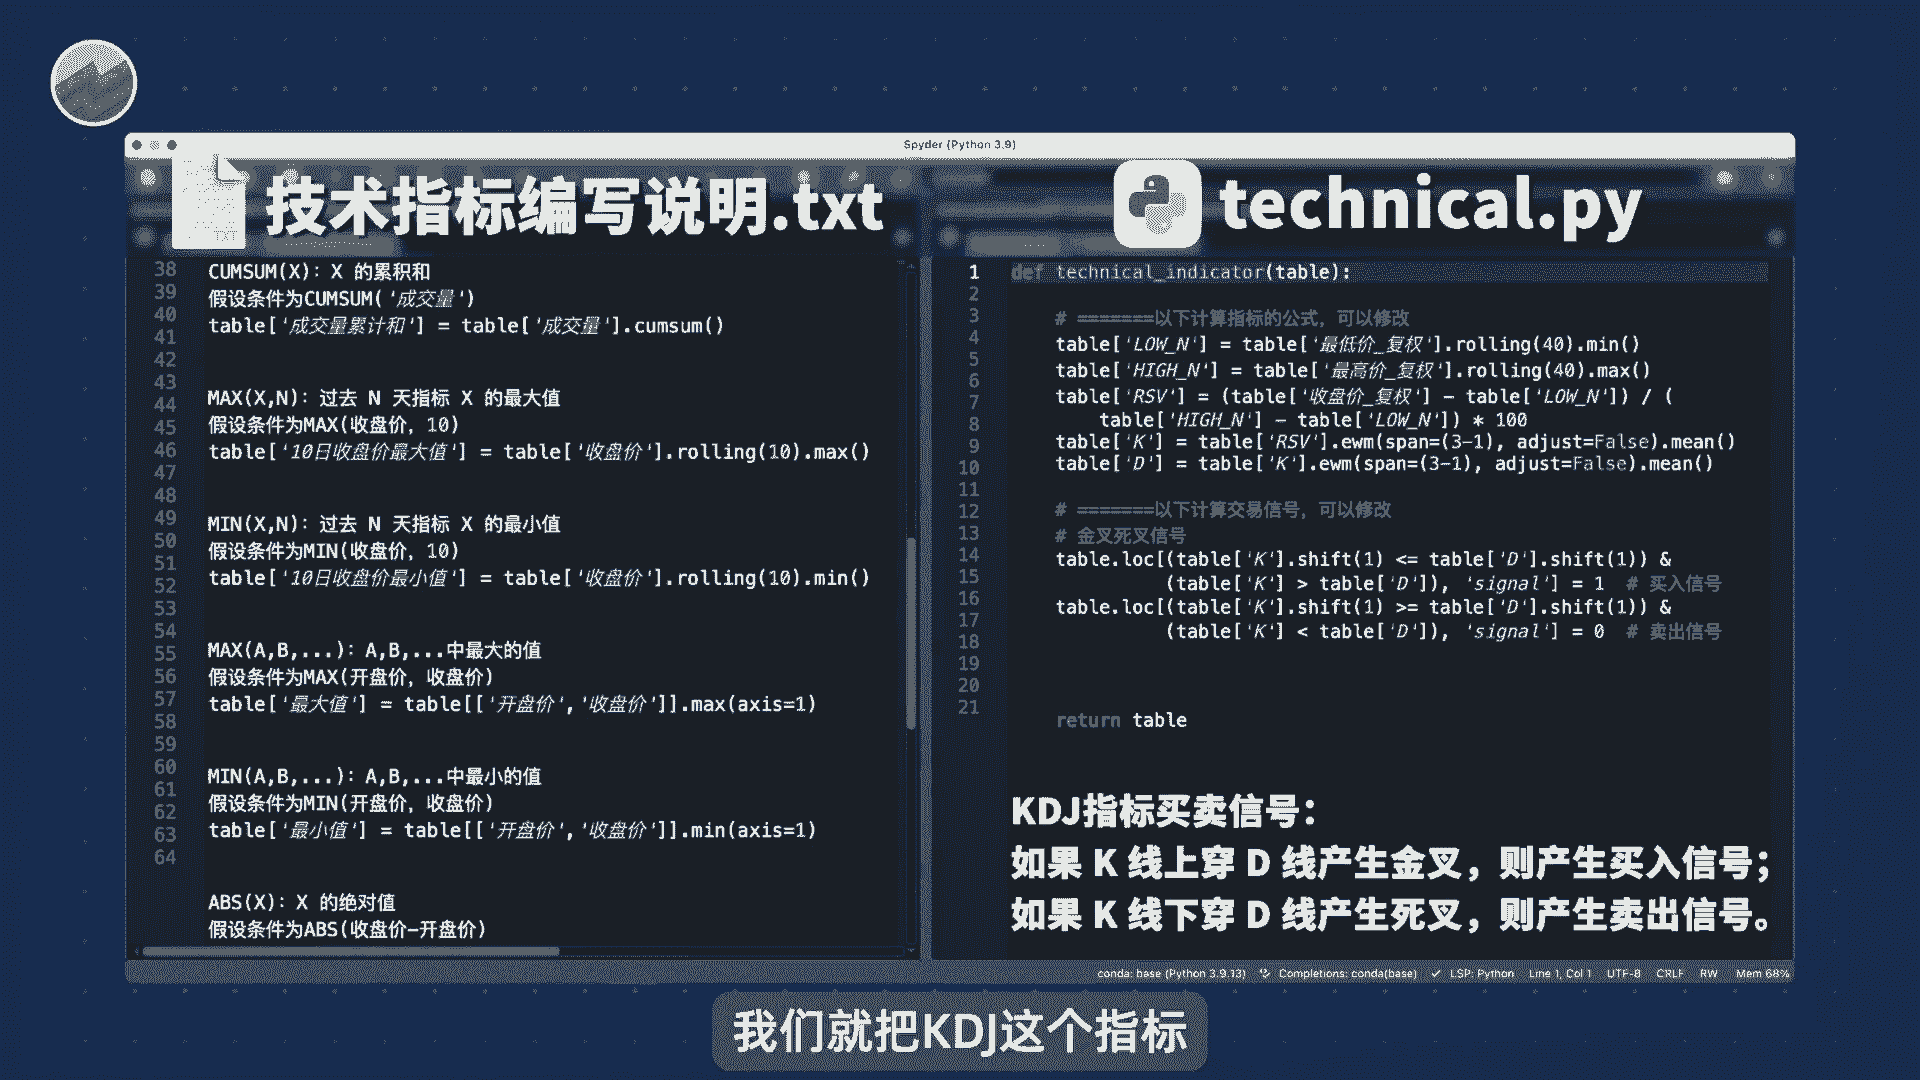 Spyder (Python 3.9)
技术指标编写说明.txt
TXT
38
39
40
41
42
43
44
45
46
47
48
49
50
51
52
53
54
55
56
57
58
59
60
61
62
63
64
CUMSUM(X): X 的累积和
假设条件为CUMSUM('成交量')
table['成交量累计和'] = table['成交量'].cumsum()
MAX(X,N): 过去 N 天指标 X 的最大值
假设条件为MAX(收盘价, 10)
table['10日收盘价最大值'] = table['收盘价'].rolling(10).max()
MIN(X,N): 过去 N 天指标 X 的最小值
假设条件为MIN(收盘价, 10)
table['10日收盘价最小值'] = table['收盘价'].rolling(10).min()
MAX(A,B,...): A,B,...中最大的值
假设条件为MAX(开盘价, 收盘价)
table['最大值'] = table[['开盘价','收盘价']].max(axis=1)
MIN(A,B,...): A,B,...中最小的值
假设条件为MIN(开盘价, 收盘价)
table['最小值'] = table[['开盘价','收盘价']].min(axis=1)
ABS(X): X 的绝对值
假设条件为ABS(收盘价-开盘价)
technical.py
1
2
3
4
5
6
7
8
9
10
11
12
13
14
15
16
17
18
19
20
21
def technical_indicator(table):
# =======以下计算指标的公式, 可以修改
table['LOW_N'] = table['最低价_复权'].rolling(40).min()
table['HIGH_N'] = table['最高价_复权'].rolling(40).max()
table['RSV'] = (table['收盘价_复权'] - table['LOW_N']) / (
table['HIGH_N'] - table['LOW_N']) * 100
table['K'] = table['RSV'].ewm(span=(3-1), adjust=False).mean()
table['D'] = table['K'].ewm(span=(3-1), adjust=False).mean()
# =======以下计算交易信号, 可以修改
# 金叉死叉信号
table.loc[(table['K'].shift(1) <= table['D'].shift(1)) &
(table['K'] > table['D']), 'signal'] = 1 # 买入信号
table.loc[(table['K'].shift(1) >= table['D'].shift(1)) &
(table['K'] < table['D']), 'signal'] = 0 # 卖出信号
return table
KDJ指标买卖信号：
如果 K 线上穿 D 线产生金叉，则产生买入信号；
如果 K 线下穿 D 线产生死叉，则产生卖出信号。
conda: base (Python 3.9.13) Completions: conda(base) ✓ LSP: Python Line 1, Col 1 UTF-8 CRLF RW Mem 68%
我们就把KDJ这个指标